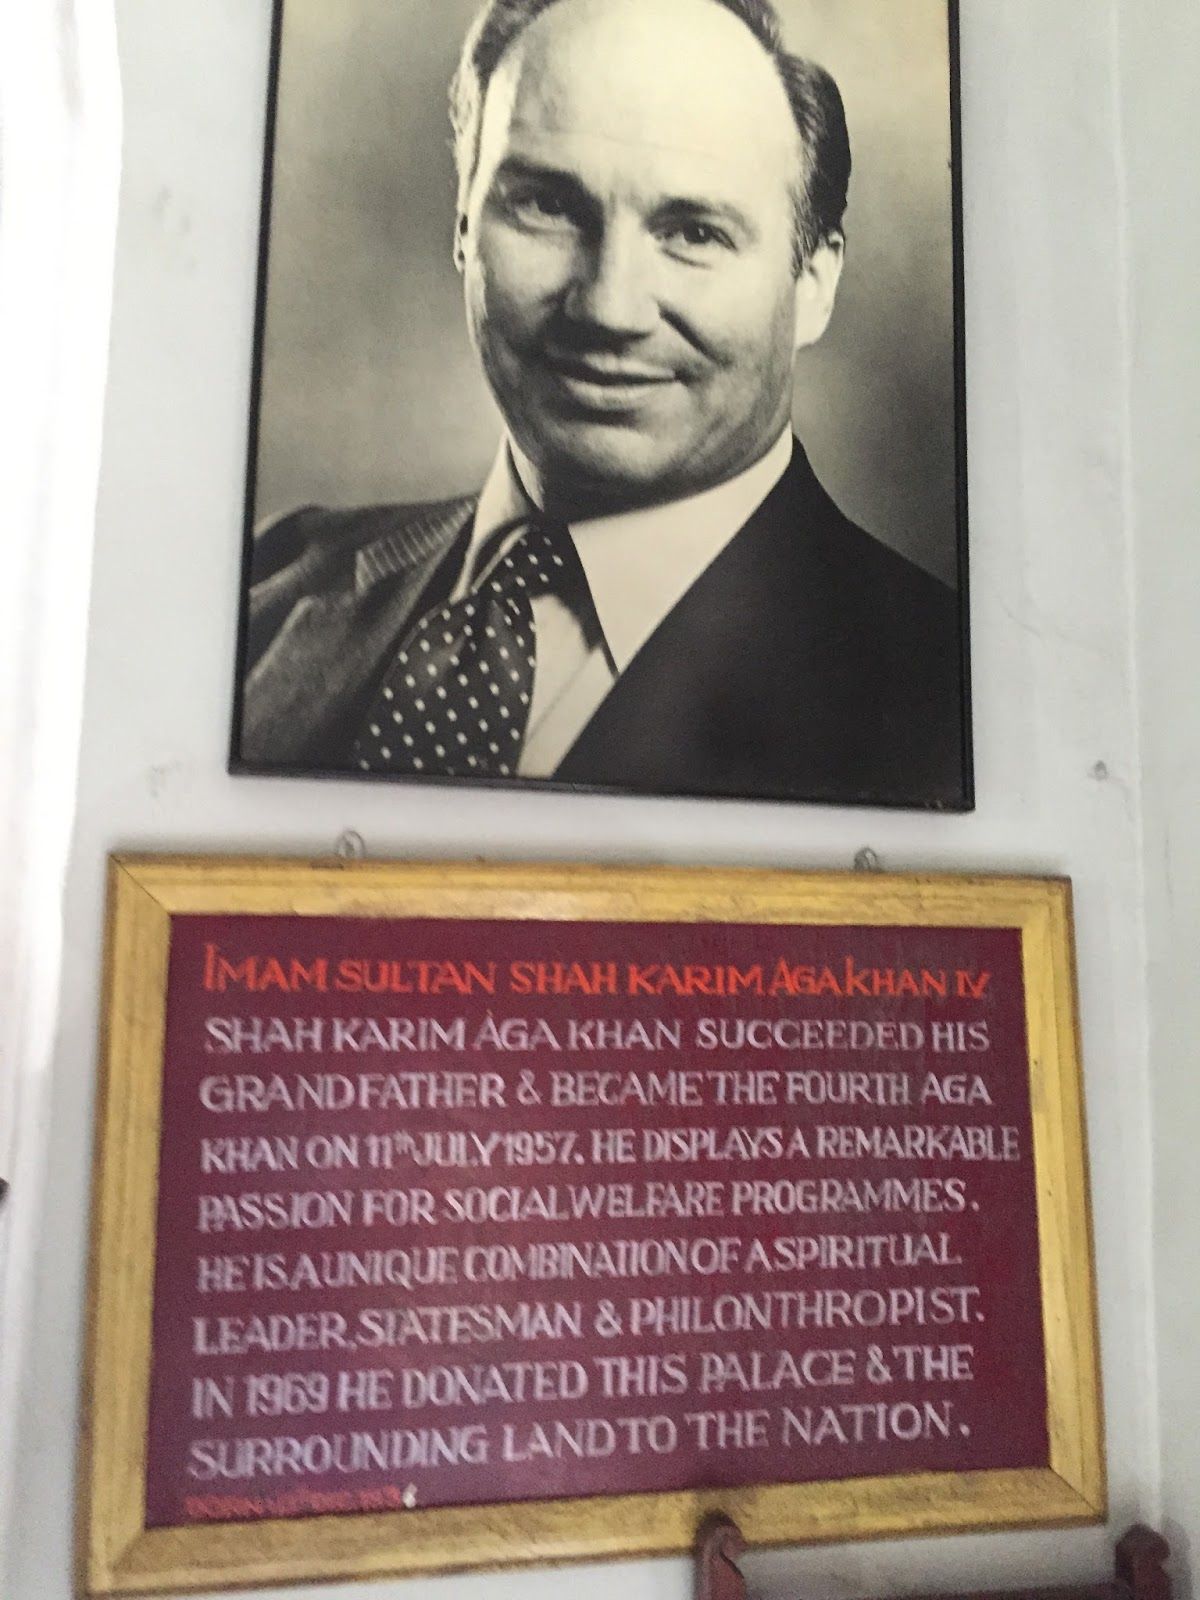 IMAM SULTAN SHAH KARIM AGA KHAN IV
SHAH KARIM AGA KHAN SUCCEEDED HIS
GRANDFATHER & BECAME THE FOURTH AGA
KHAN ON 11th JULY 1957. HE DISPLAYS A REMARKABLE
PASSION FOR SOCIAL WELFARE PROGRAMMES.
HE IS A UNIQUE COMBINATION OF A SPIRITUAL
LEADER, STATESMAN & PHILONTHROPIST.
IN 1969 HE DONATED THIS PALACE & THE
SURROUNDING LAND TO THE NATION.
BORN